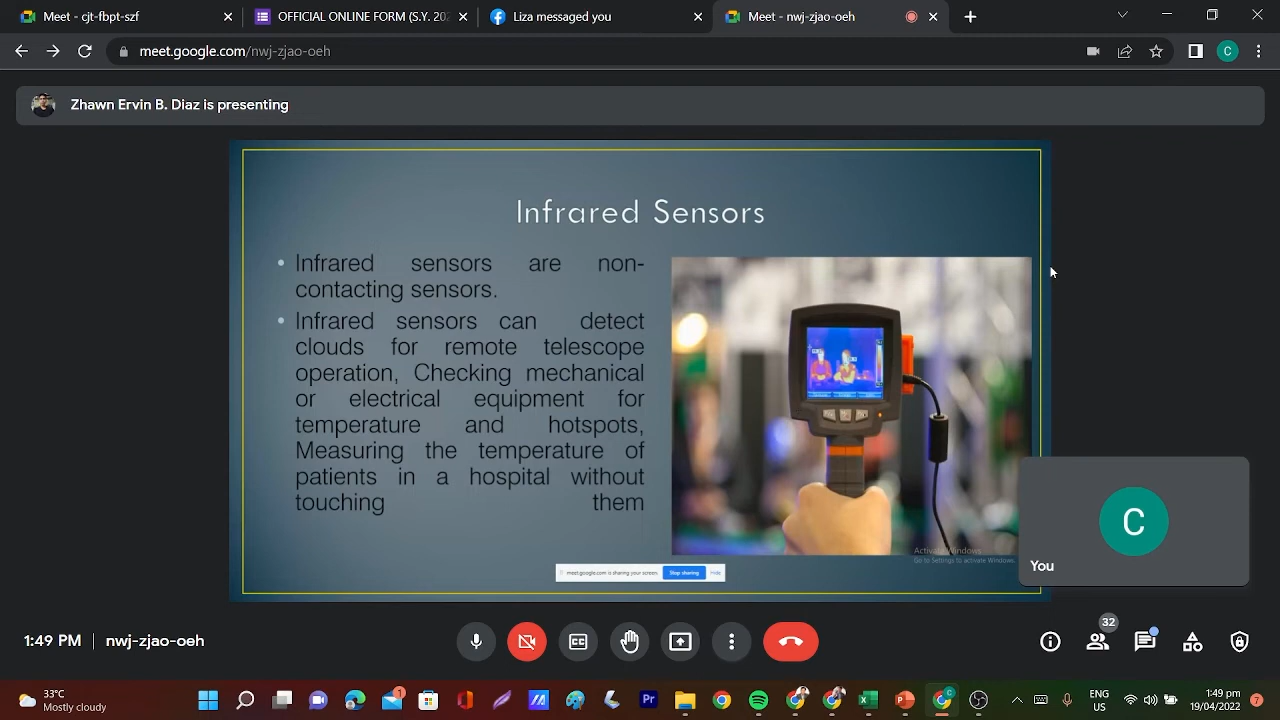 Meet - cjt-fbpt-szf
OFFICIAL ONLINE FORM (S.Y. 202
Liza messaged you
Meet - nwj-zjao-oeh
meet.google.com/nwj-zjao-oeh
C
Zhawn Ervin B. Diaz is presenting
Infrared Sensors
• Infrared sensors are non-
contacting sensors.
• Infrared sensors can detect
clouds for remote telescope
operation, Checking mechanical
or electrical equipment for
temperature and hotspots,
Measuring the temperature of
patients in a hospital without
touching them
Activate Windows
Go to Settings to activate Windows.
meet.google.com is sharing your screen.
Stop sharing
Hide
C
You
1:49 PM | nwj-zjao-oeh
32
33°C
Mostly cloudy
1
Pr
C
ENG
US
1:49 pm
19/04/2022
7